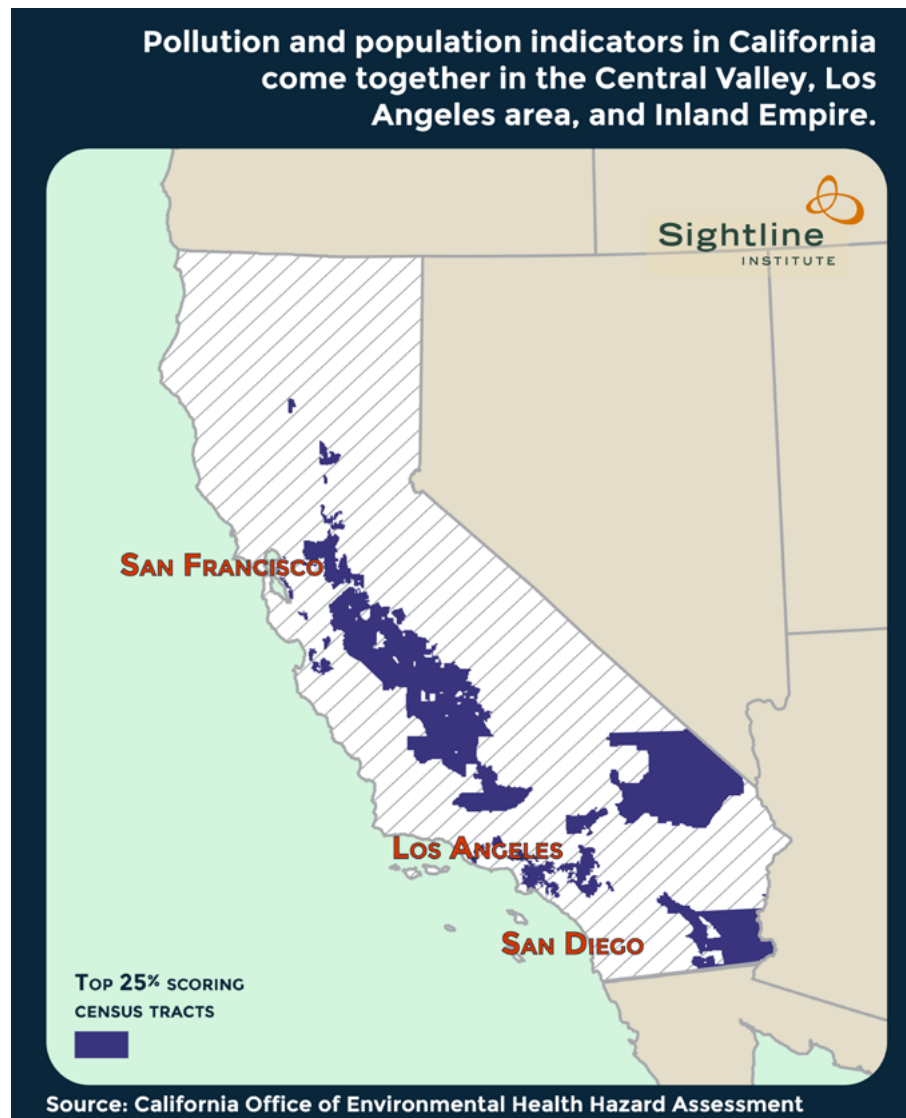 Pollution and population indicators in California
come together in the Central Valley, Los
Angeles area, and Inland Empire.
Sightline
INSTITUTE
San Francisco
Los Angeles
San Diego
Top 25% scoring
census tracts
Source: California Office of Environmental Health Hazard Assessment